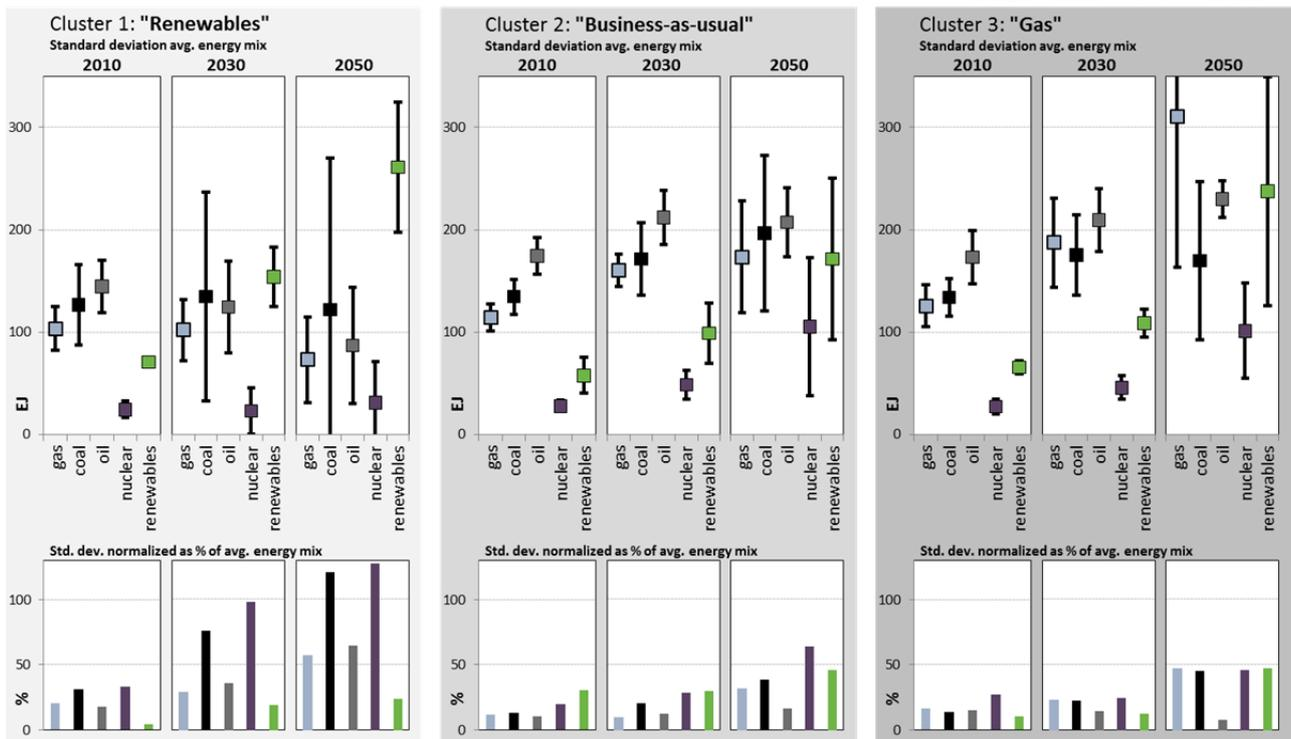 Cluster 1: "Renewables"
Standard deviation avg. energy mix
2010 2030 2050
300
200
100
EJ
0
gas coal oil nuclear renewables gas coal oil nuclear renewables gas coal oil nuclear renewables
Std. dev. normalized as % of avg. energy mix
100
50
%
0
Cluster 2: "Business-as-usual"
Standard deviation avg. energy mix
2010 2030 2050
300
200
100
EJ
0
gas coal oil nuclear renewables gas coal oil nuclear renewables gas coal oil nuclear renewables
Std. dev. normalized as % of avg. energy mix
100
50
%
0
Cluster 3: "Gas"
Standard deviation avg. energy mix
2010 2030 2050
300
200
100
EJ
0
gas coal oil nuclear renewables gas coal oil nuclear renewables gas coal oil nuclear renewables
Std. dev. normalized as % of avg. energy mix
100
50
%
0